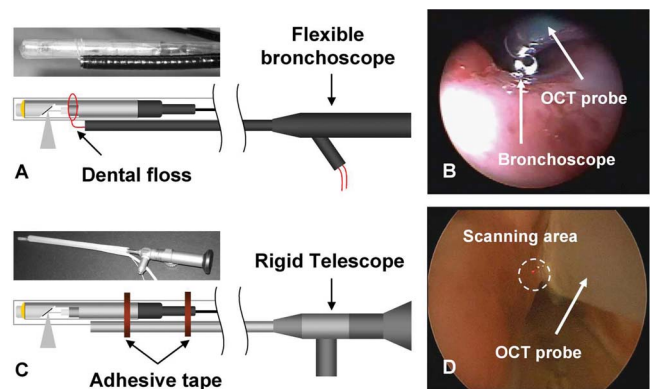 Flexible
bronchoscope
Dental floss
A
OCT probe
Bronchoscope
B
Rigid Telescope
Adhesive tape
C
Scanning area
OCT probe
D